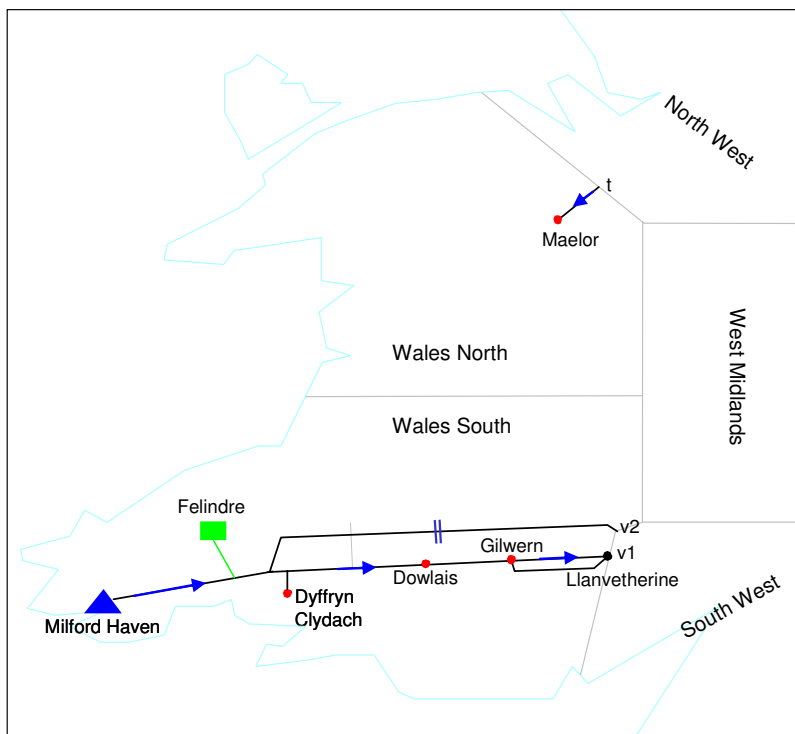 North West
t
Maelor
West Midlands
Wales North
Wales South
Felindre
v2
Gilwern
v1
Dowlais
Llanvetherine
Dyffryn
Clydach
Milford Haven
South West